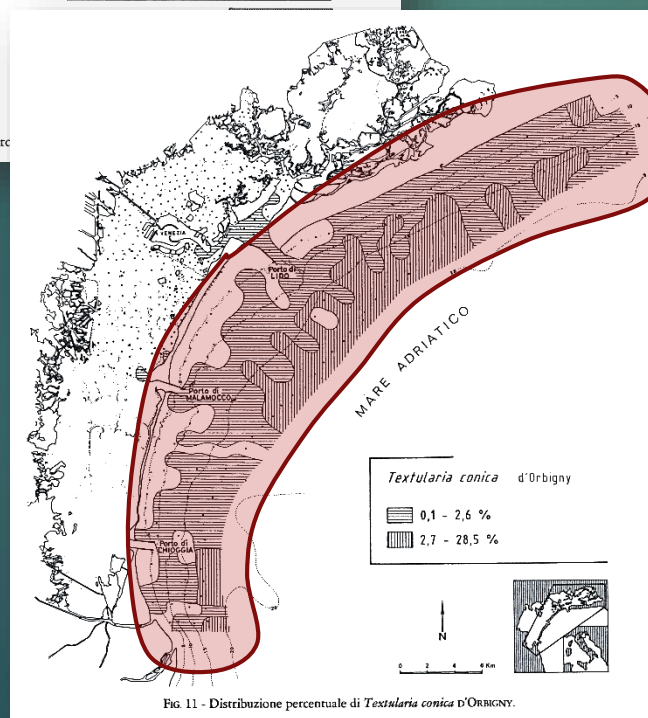 VENEZIA
Porto di
LIDO
Porto di
MALAMOCCO
Porto di
CHIOGGIA
MARE ADRIATICO
Textularia conica d'Orbigny
0,1 - 2,6 %
2,7 - 28,5 %
N
0 2 4 6 Km
FIG. 11 - Distribuzione percentuale di Textularia conica D'ORBIGNY.